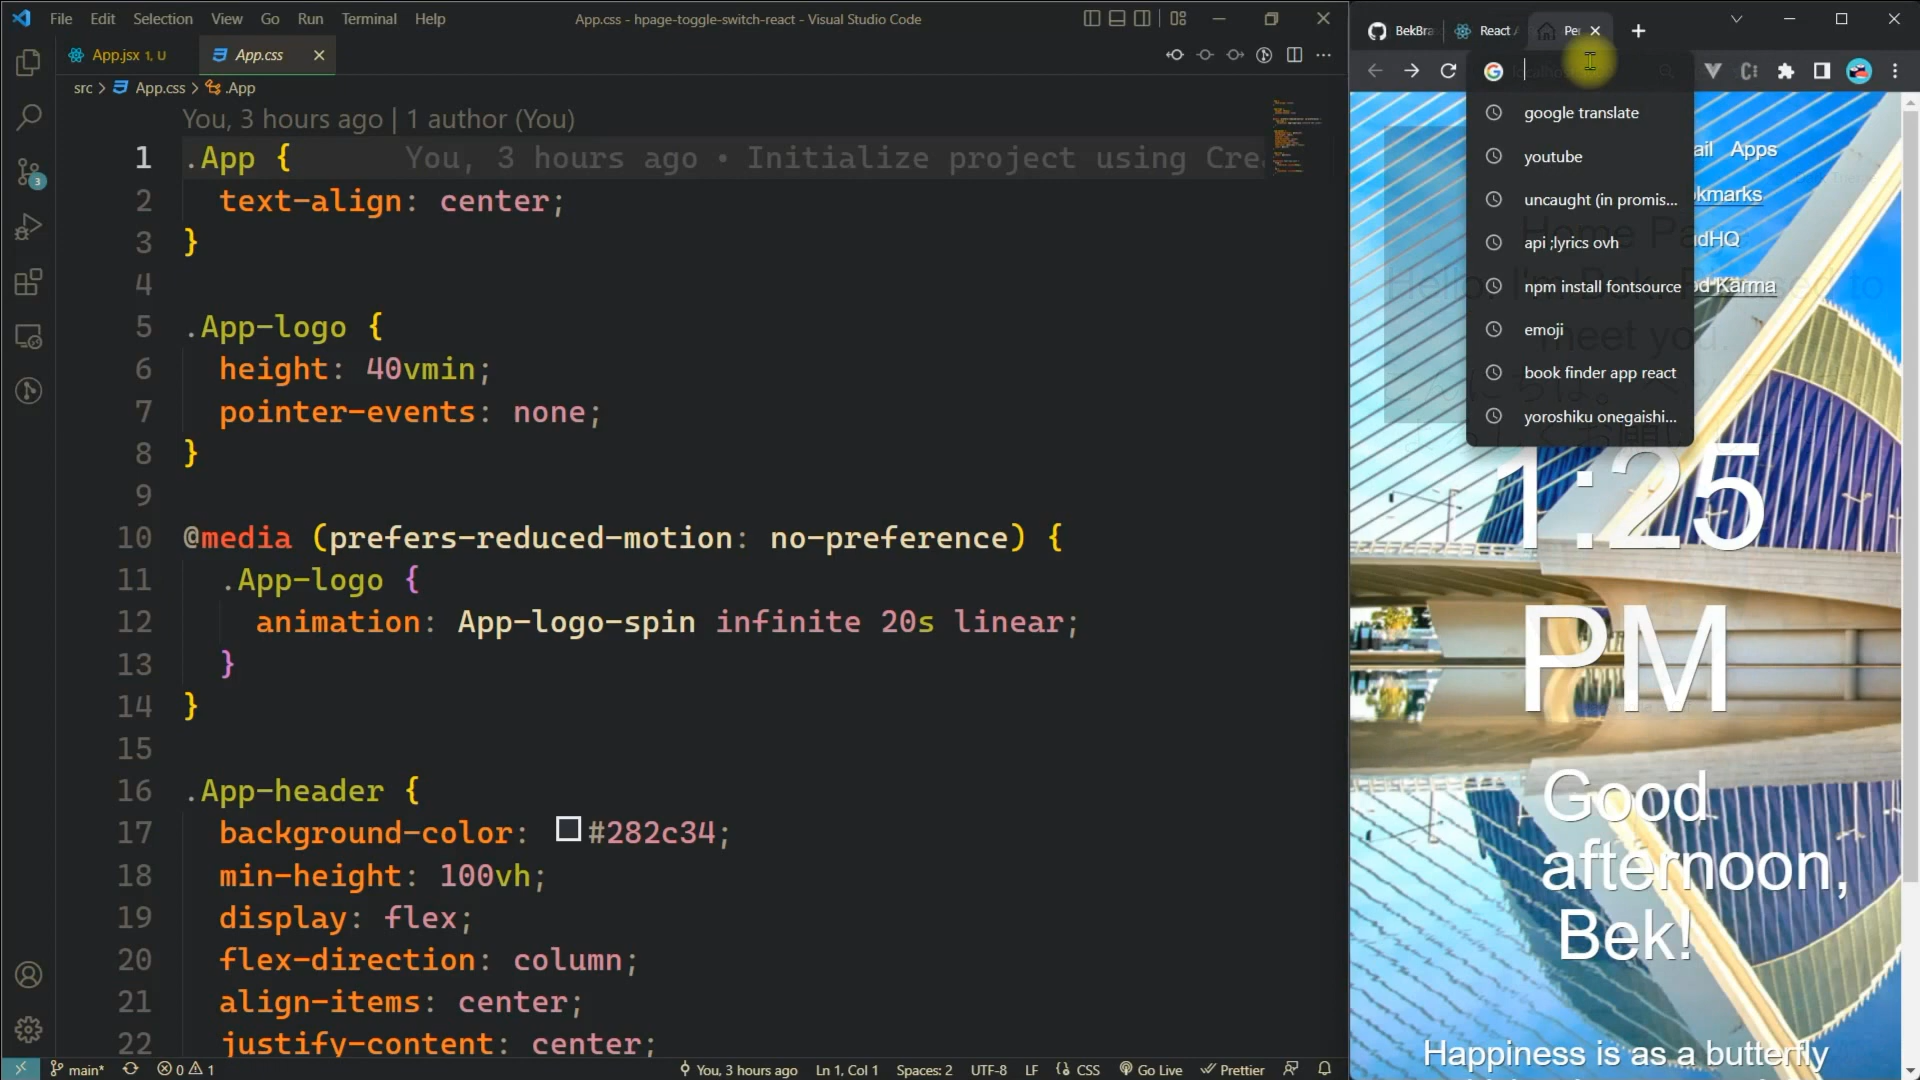 File Edit Selection View Go Run Terminal Help
App.css - hpage-toggle-switch-react - Visual Studio Code
App.jsx 1, U
App.css
src > App.css > .App
You, 3 hours ago | 1 author (You)
1 .App { You, 3 hours ago • Initialize project using Cre
2 text-align: center;
3 }
4
5 .App-logo {
6 height: 40vmin;
7 pointer-events: none;
8 }
9
10 @media (prefers-reduced-motion: no-preference) {
11 .App-logo {
12 animation: App-logo-spin infinite 20s linear;
13 }
14 }
15
16 .App-header {
17 background-color: #282c34;
18 min-height: 100vh;
19 display: flex;
20 flex-direction: column;
21 align-items: center;
22 justify-content: center;
3
main* 0 1
You, 3 hours ago Ln 1, Col 1 Spaces: 2 UTF-8 LF CSS Go Live Prettier
BekBra
React A
Pe
google translate
youtube
uncaught (in promis...
api ;lyrics ovh
npm install fontsource
emoji
book finder app react
yoroshiku onegaishi...
ail Apps
kmarks
udHQ
od Karma
Home Pa
meet you.
1:25
PM
Good
afternoon,
Bek!
Happiness is as a butterfly